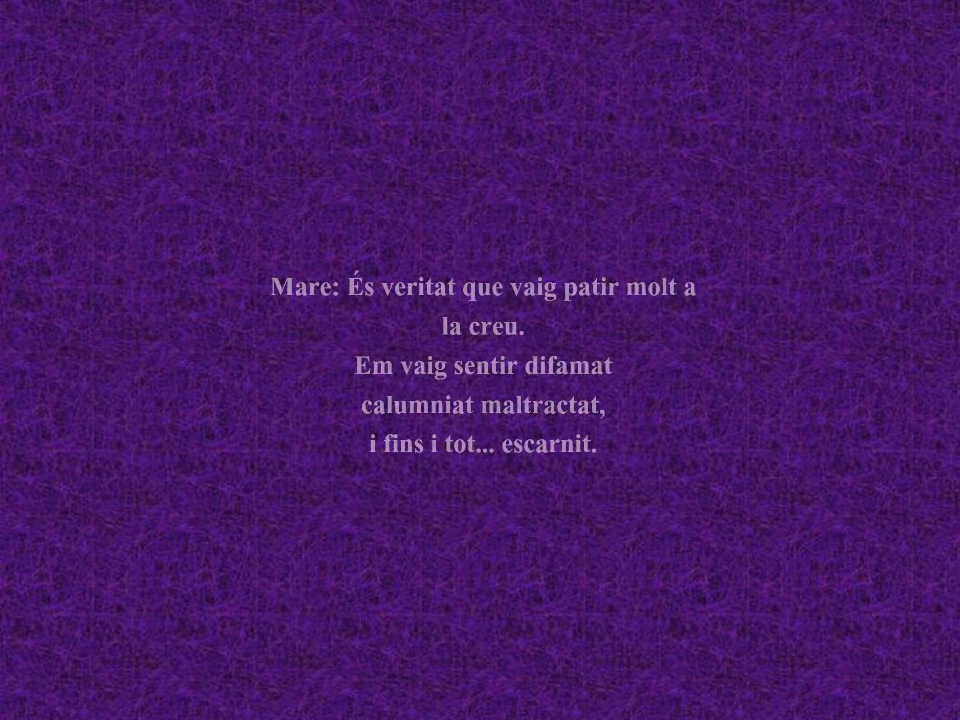 Mare: És veritat que vaig patir molt a
la creu.
Em vaig sentir difamat
calumniat maltractat,
i fins i tot... escarnit.